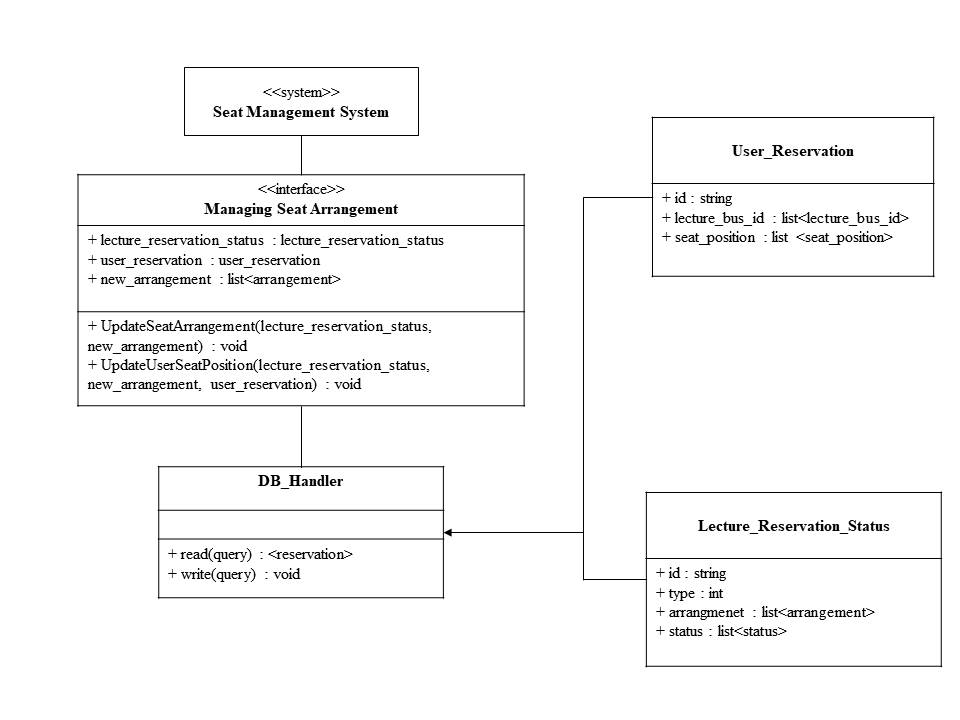 <<system>>
Seat Management System
<<interface>>
Managing Seat Arrangement
+ lecture_reservation_status : lecture_reservation_status
+ user_reservation : user_reservation
+ new_arrangement : list<arrangement>
+ UpdateSeatArrangement(lecture_reservation_status,
new_arrangement) : void
+ UpdateUserSeatPosition(lecture_reservation_status,
new_arrangement, user_reservation) : void
DB_Handler
+ read(query) : <reservation>
+ write(query) : void
User_Reservation
+ id : string
+ lecture_bus_id : list<lecture_bus_id>
+ seat_position : list <seat_position>
Lecture_Reservation_Status
+ id : string
+ type : int
+ arrangmenet : list<arrangement>
+ status : list<status>